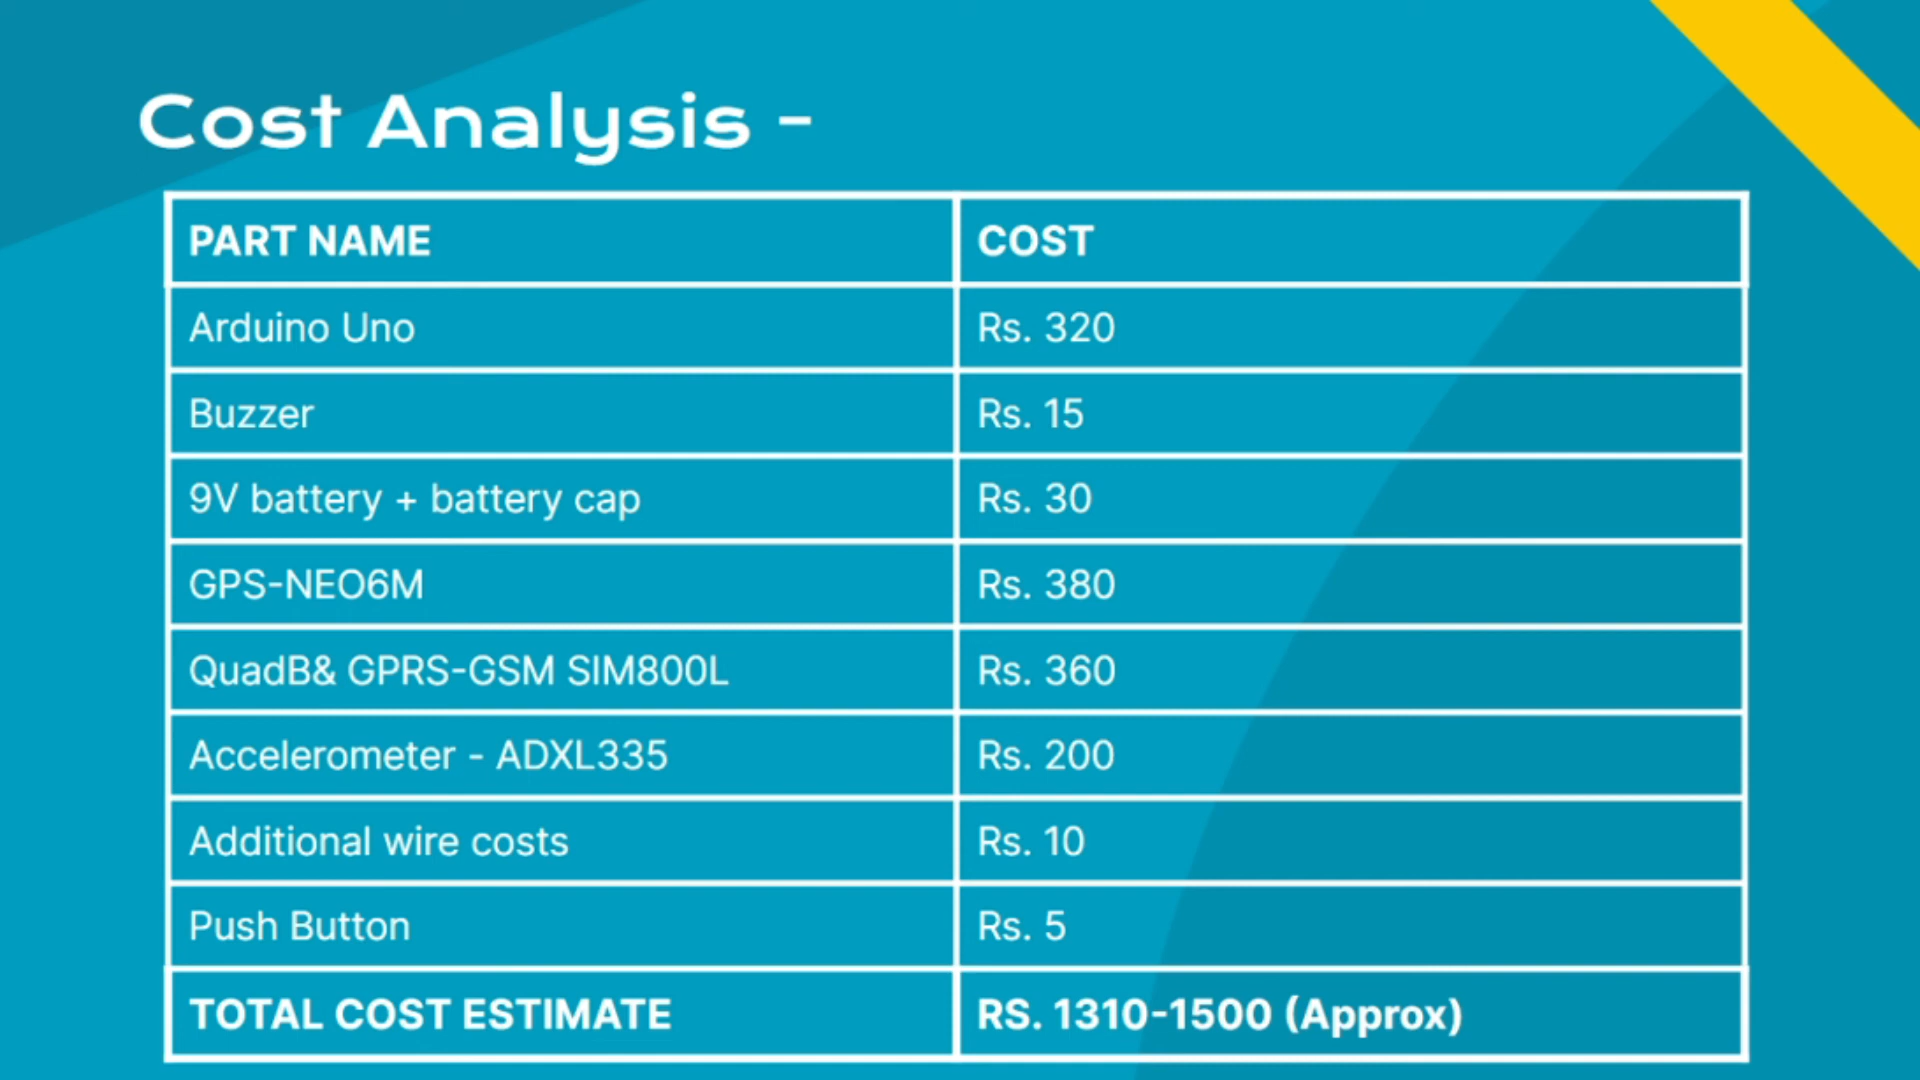 Cost Analysis -
PART NAME COST
Arduino Uno Rs. 320
Buzzer Rs. 15
9V battery + battery cap Rs. 30
GPS-NEO6M Rs. 380
QuadB& GPRS-GSM SIM800L Rs. 360
Accelerometer - ADXL335 Rs. 200
Additional wire costs Rs. 10
Push Button Rs. 5
TOTAL COST ESTIMATE RS. 1310-1500 (Approx)